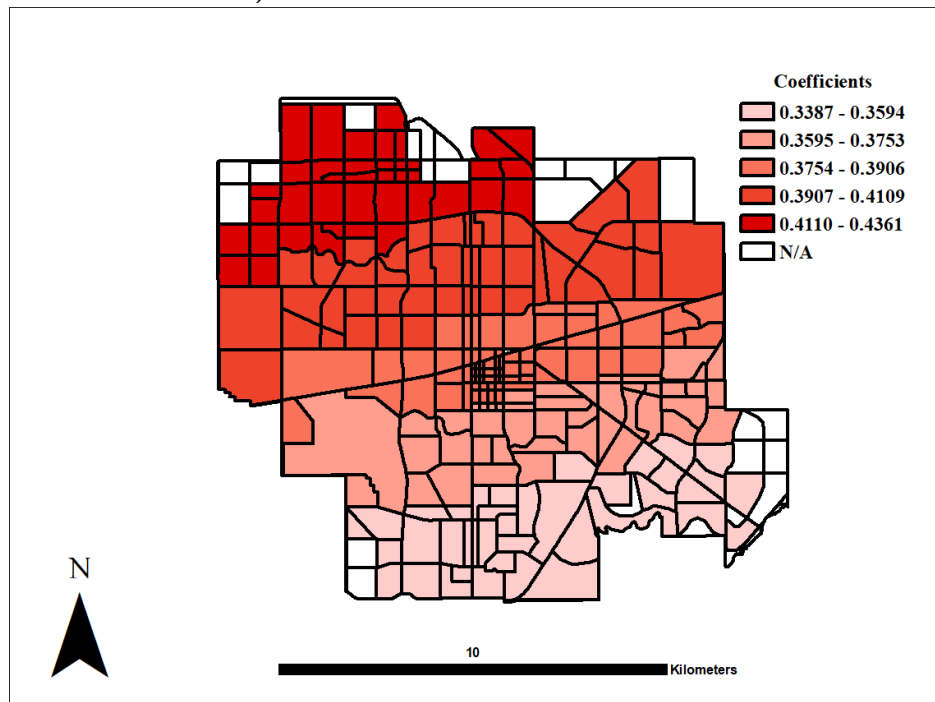 Coefficients
0.3387 - 0.3594
0.3595 - 0.3753
0.3754 - 0.3906
0.3907 - 0.4109
0.4110 - 0.4361
N/A
N
10
Kilometers